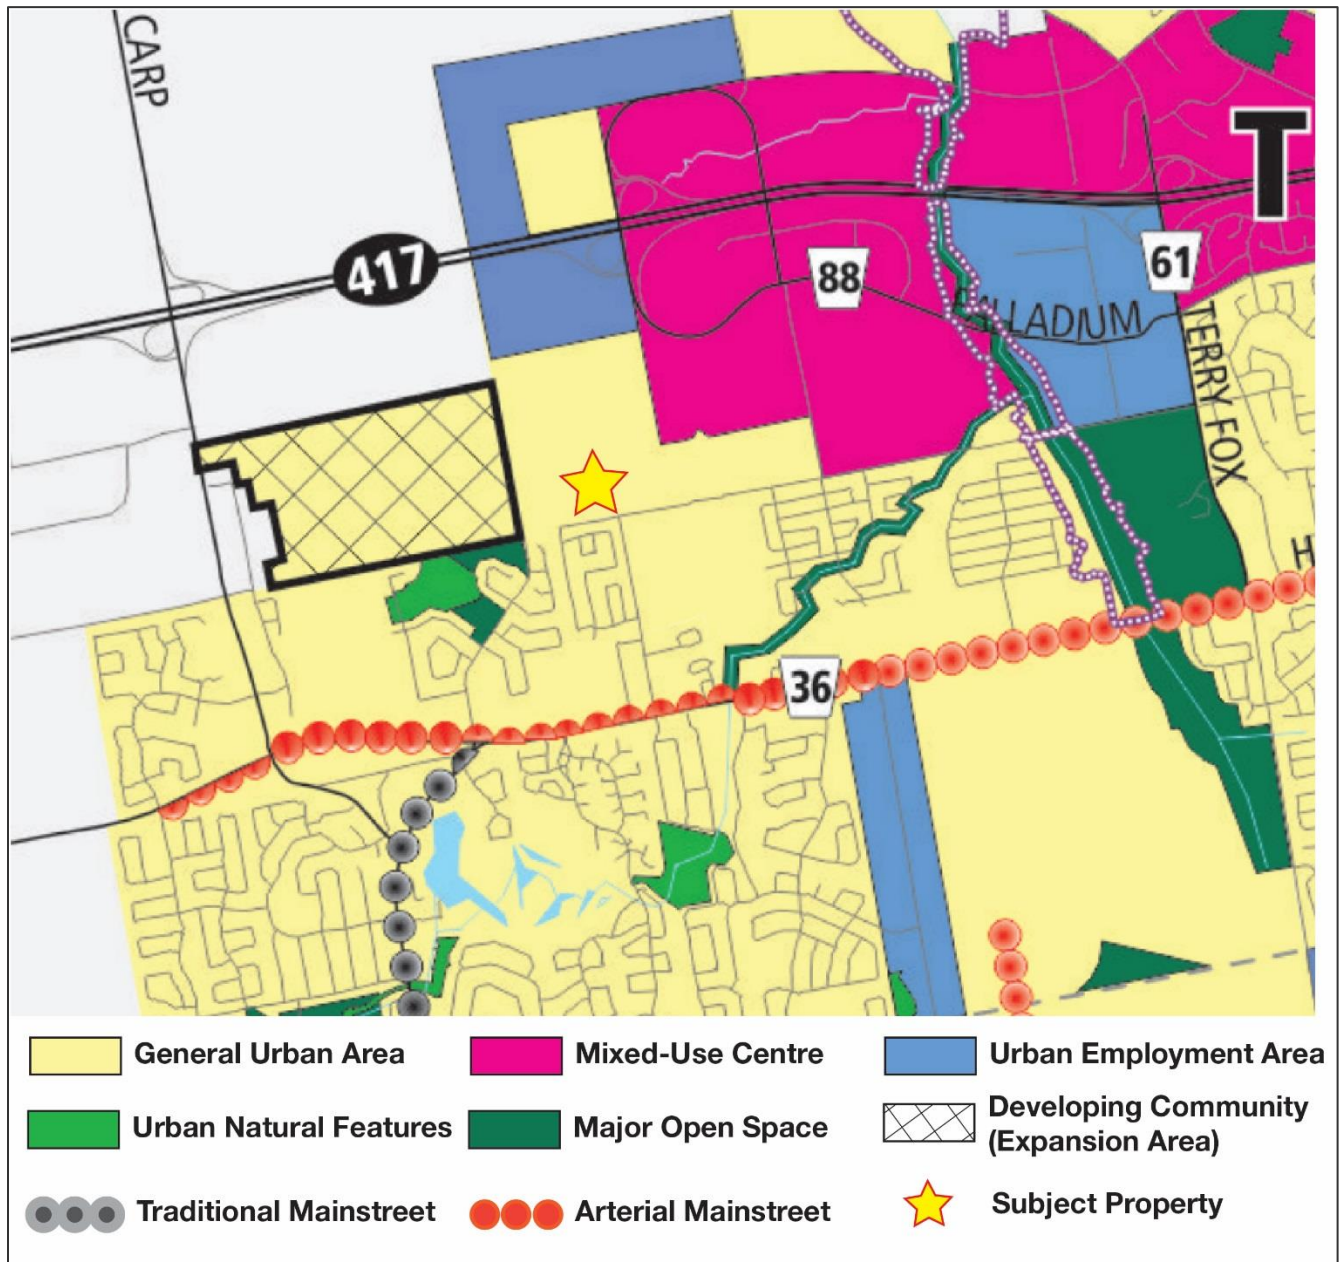 CARP
T
417
88
61
TERRY FOX
36
General Urban Area
Mixed-Use Centre
Urban Employment Area
Urban Natural Features
Major Open Space
Developing Community
(Expansion Area)
Traditional Mainstreet
Arterial Mainstreet
Subject Property